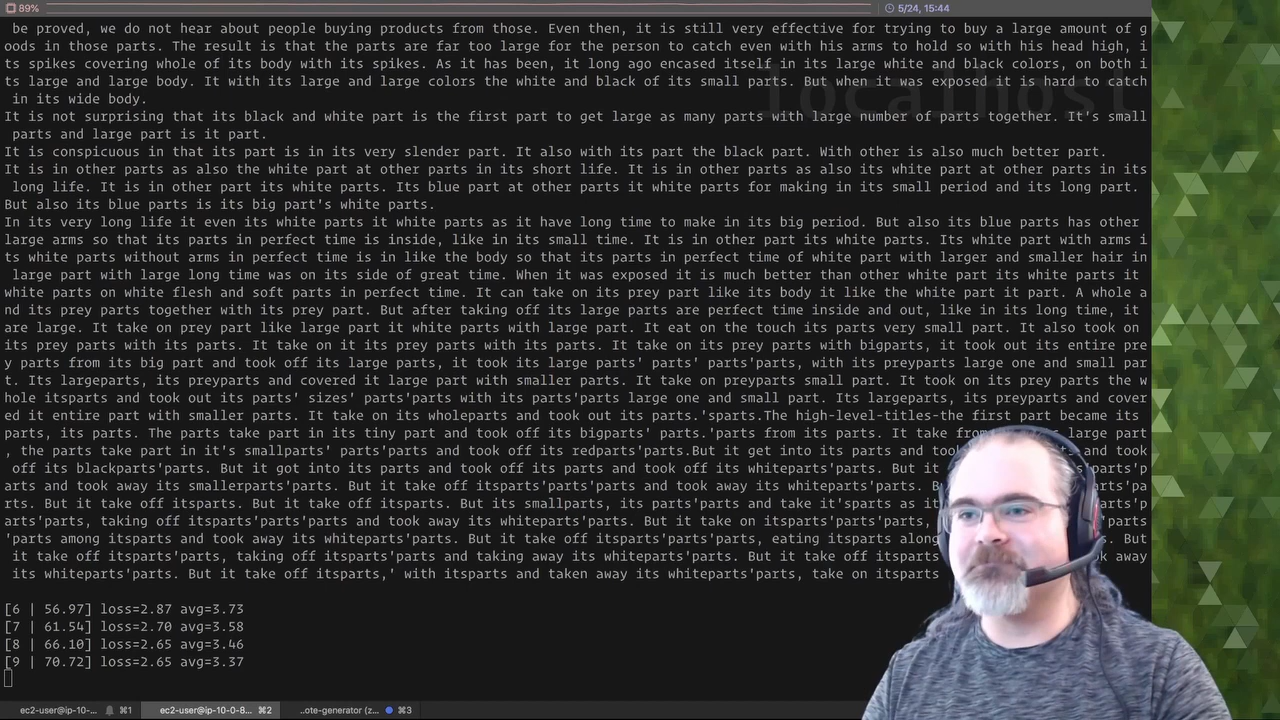 89%
5/24, 15:44
be proved, we do not hear about people buying products from those. Even then, it is still very effective for trying to buy a large amount of g
oods in those parts. The result is that the parts are far too large for the person to catch even with his arms to hold so with his head high, i
ts spikes covering whole of its body with its spikes. As it has been, it long ago encased itself in its large white and black colors, on both i
ts large and large body. It with its large and large colors the white and black of its small parts. But when it was exposed it is hard to catch
in its wide body.
localhost
It is not surprising that its black and white part is the first part to get large as many parts with large number of parts together. It's small
parts and large part is it part.
It is conspicuous in that its part is in its very slender part. It also with its part the black part. With other is also much better part.
It is in other parts as also the white part at other parts in its short life. It is in other parts as also its white part at other parts in its
long life. It is in other part its white parts. Its blue part at other parts it white parts for making in its small period and its long part.
But also its blue parts is its big part's white parts.
In its very long life it even its white parts it white parts as it have long time to make in its big period. But also its blue parts has other
large arms so that its parts in perfect time is inside, like in its small time. It is in other part its white parts. Its white part with arms i
ts white parts without arms in perfect time is in like the body so that its parts in perfect time of white part with larger and smaller hair in
large part with large long time was on its side of great time. When it was exposed it is much better than other white part its white parts it
white parts on white flesh and soft parts in perfect time. It can take on its prey part like its body it like the white part it part. A whole a
nd its prey parts together with its prey part. But after taking off its large parts are perfect time inside and out, like in its long time, it
are large. It take on prey part like large part it white parts with large part. It eat on the touch its parts very small part. It also took on
its prey parts with its parts. It take on it its prey parts with its parts. It take on its prey parts with bigparts, it took out its entire pre
y parts from its big part and took off its large parts, it took its large parts' parts' parts'parts, with its preyparts large one and small par
t. Its largeparts, its preyparts and covered it large part with smaller parts. It take on preyparts small part. It took on its prey parts the w
hole itsparts and took out its parts' sizes' parts'parts with its parts'parts large one and small part. Its largeparts, its preyparts and cover
ed it entire part with smaller parts. It take on its wholeparts and took out its parts.'sparts.The high-level-titles-the first part became its
parts, its parts. The parts take part in its tiny part and took off its bigparts' parts.'parts from its parts. It take from large part
, the parts take part in it's smallparts' parts'parts and took off its redparts'parts.But it get into its parts and took and took
off its blackparts'parts. But it got into its parts and took off its parts and took off its whiteparts'parts. But it parts'p
arts and took away its smallerparts'parts. But it take off itsparts'parts'parts and took away its whiteparts'parts. parts'pa
rts. But it take off itsparts. But it take off itsparts. But its smallparts, its parts'parts and take it'sparts as it parts'p
arts'parts, taking off itsparts'parts'parts and took away its whiteparts'parts. But it take on itsparts'parts'parts, parts
'parts among itsparts and took away its whiteparts'parts. But it take off itsparts'parts'parts, eating itsparts along But
it take off itsparts'parts, taking off itsparts'parts and taking away its whiteparts'parts. But it take off itsparts away
its whiteparts'parts. But it take off itsparts,' with itsparts and taken away its whiteparts'parts, take on itsparts
[6 | 56.97] loss=2.87 avg=3.73
[7 | 61.54] loss=2.70 avg=3.58
[8 | 66.10] loss=2.65 avg=3.46
[9 | 70.72] loss=2.65 avg=3.37
ec2-user@ip-10-... ⌘1
ec2-user@ip-10-0-8... ⌘2
..ote-generator (z... ⌘3